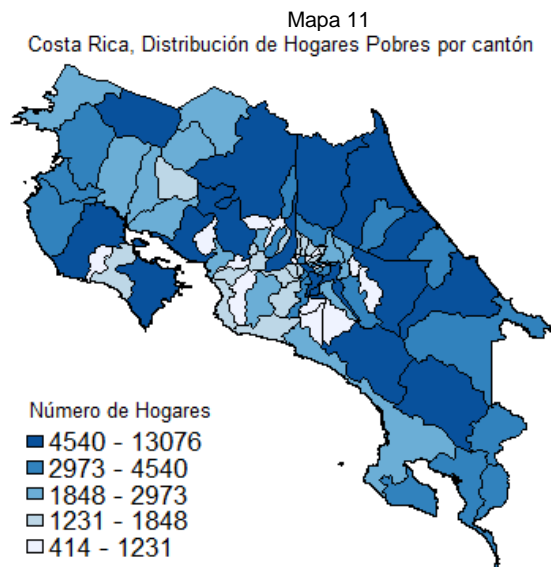 Mapa 11
Costa Rica, Distribución de Hogares Pobres por cantón
Número de Hogares
4540 - 13076
2973 - 4540
1848 - 2973
1231 - 1848
414 - 1231